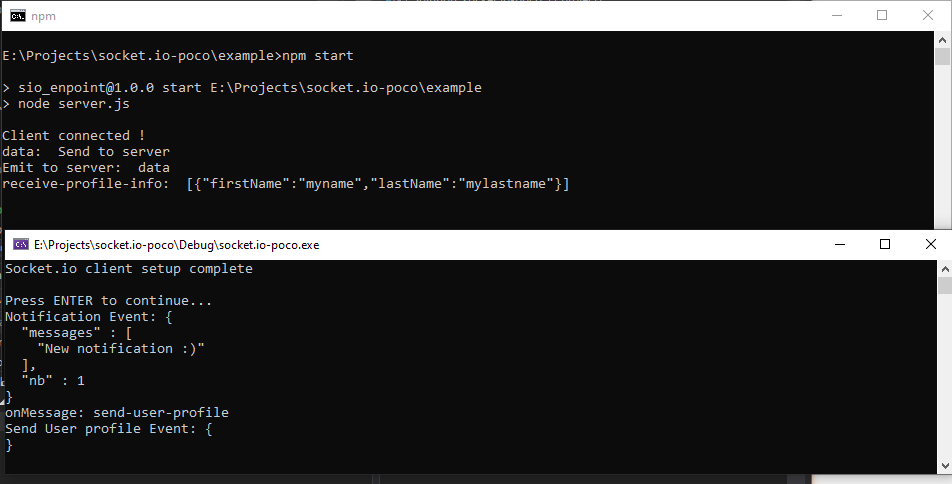 npm
E:\Projects\socket.io-poco\example>npm start
> sio_enpoint@1.0.0 start E:\Projects\socket.io-poco\example
> node server.js
Client connected !
data:  Send to server
Emit to server:  data
receive-profile-info:  [{"firstName":"myname","lastName":"mylastname"}]
E:\Projects\socket.io-poco\Debug\socket.io-poco.exe
Socket.io client setup complete
Press ENTER to continue...
Notification Event: {
  "messages" : [
    "New notification :)"
  ],
  "nb" : 1
}
onMessage: send-user-profile
Send User profile Event: {
}